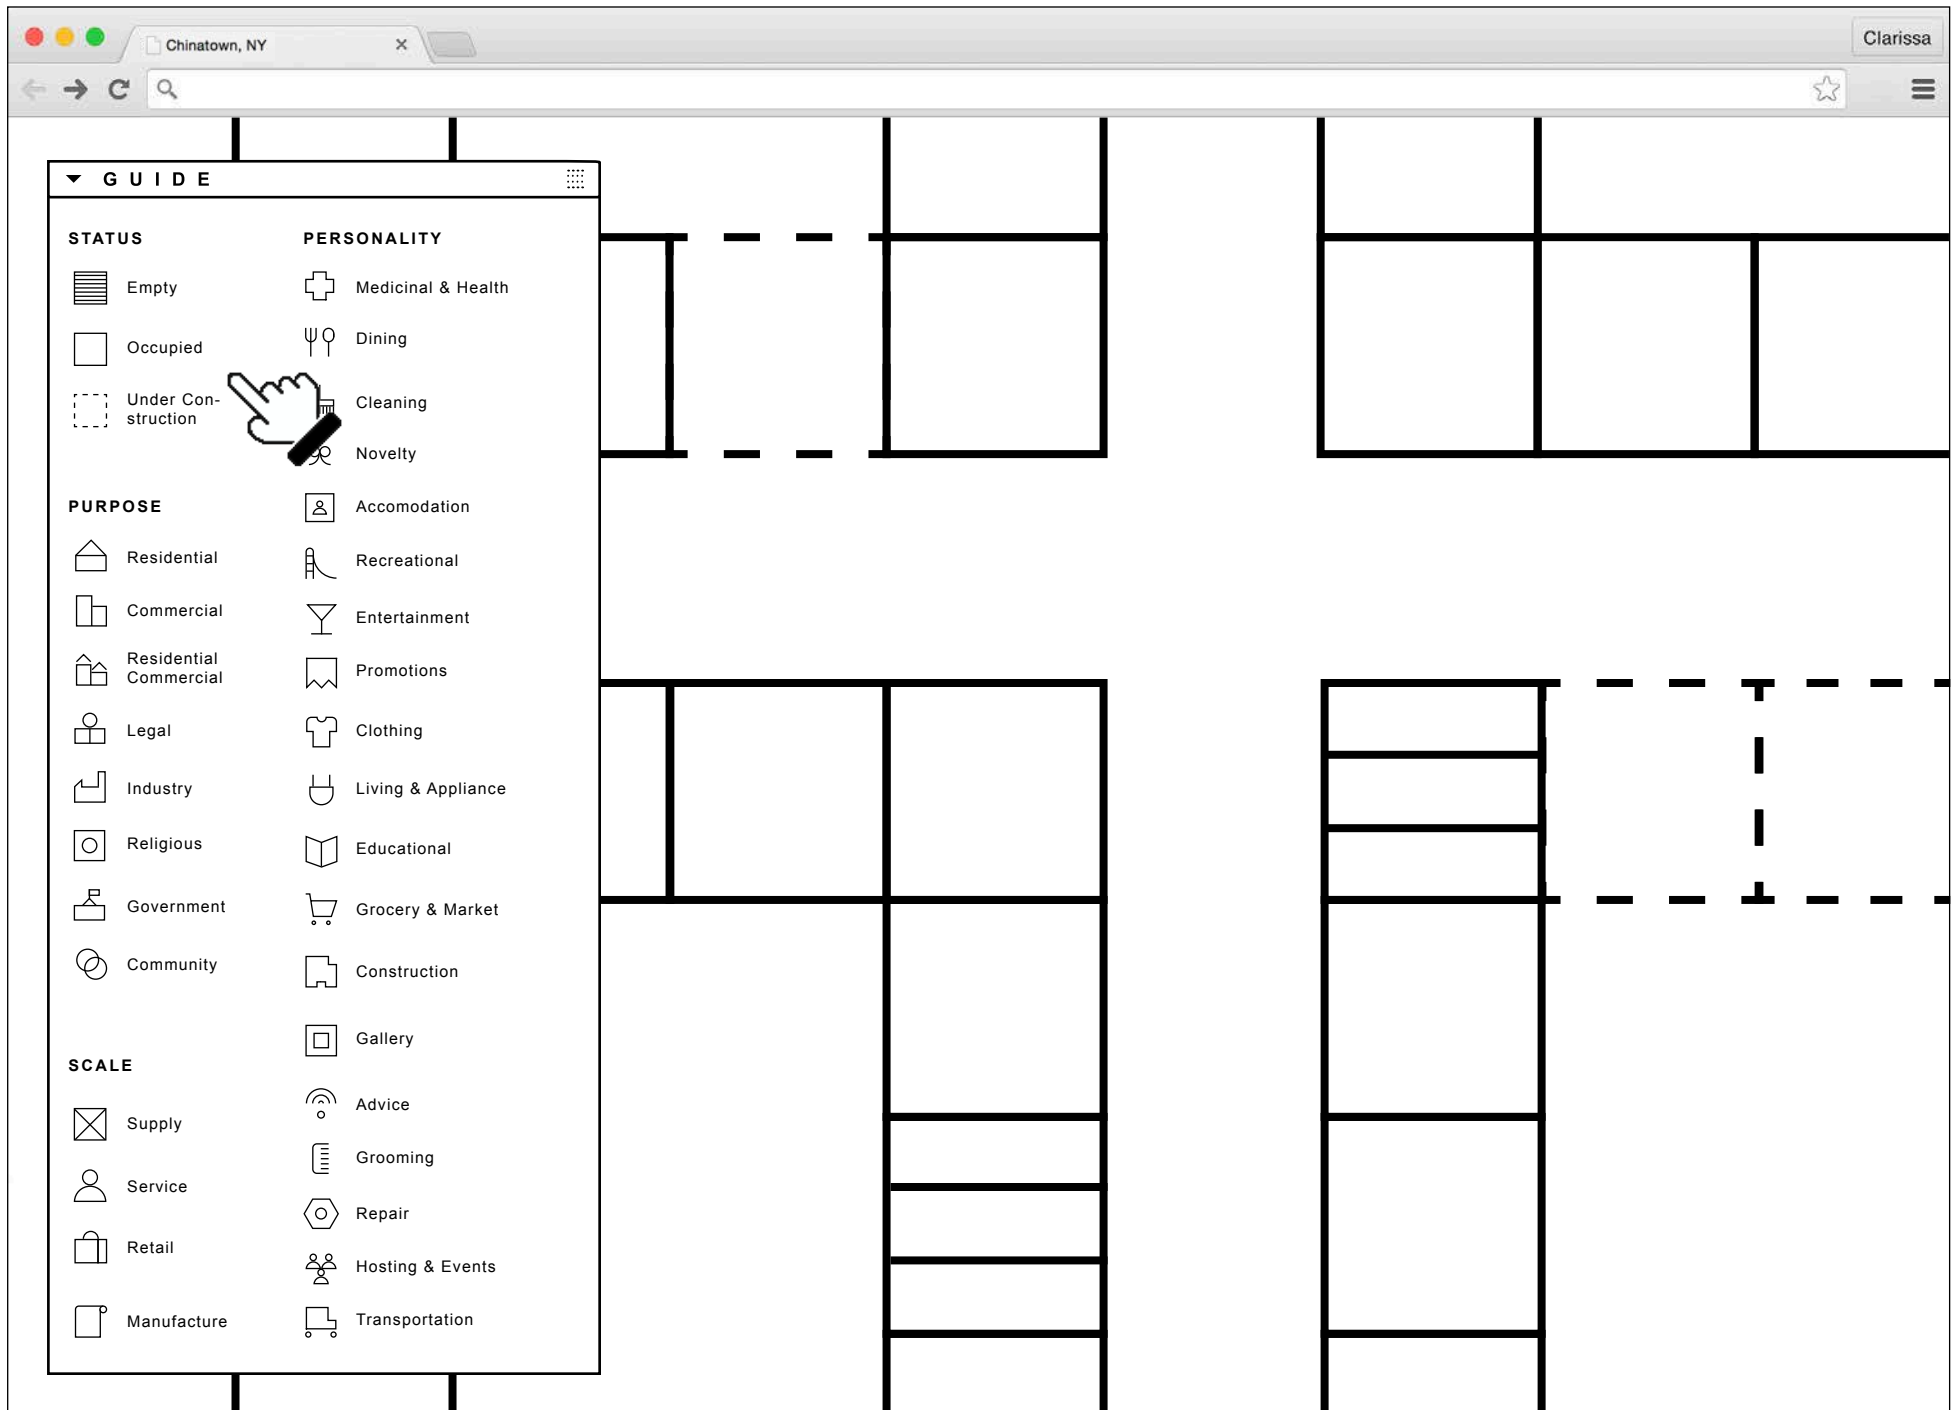 Chinatown, NY
Clarissa
GUIDE
STATUS
Empty
Occupied
Under Con-
struction
PURPOSE
Residential
Commercial
Residential
Commercial
Legal
Industry
Religious
Government
Community
SCALE
Supply
Service
Retail
Manufacture
PERSONALITY
Medicinal & Health
Dining
Cleaning
Novelty
Accomodation
Recreational
Entertainment
Promotions
Clothing
Living & Appliance
Educational
Grocery & Market
Construction
Gallery
Advice
Grooming
Repair
Hosting & Events
Transportation